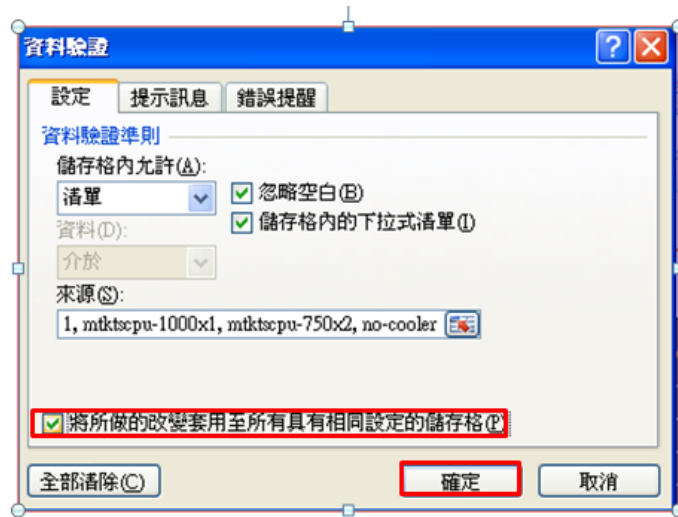 資料驗證
設定 提示訊息 錯誤提醒
資料驗證準則
儲存格內允許(A):
清單
忽略空白(B)
資料(D):
儲存格內的下拉式清單(I)
介於
來源(S):
1, mtktscpu-1000x1, mtktscpu-750x2, no-cooler
將所做的改變套用至所有具有相同設定的儲存格(P)
全部清除(C) 確定 取消